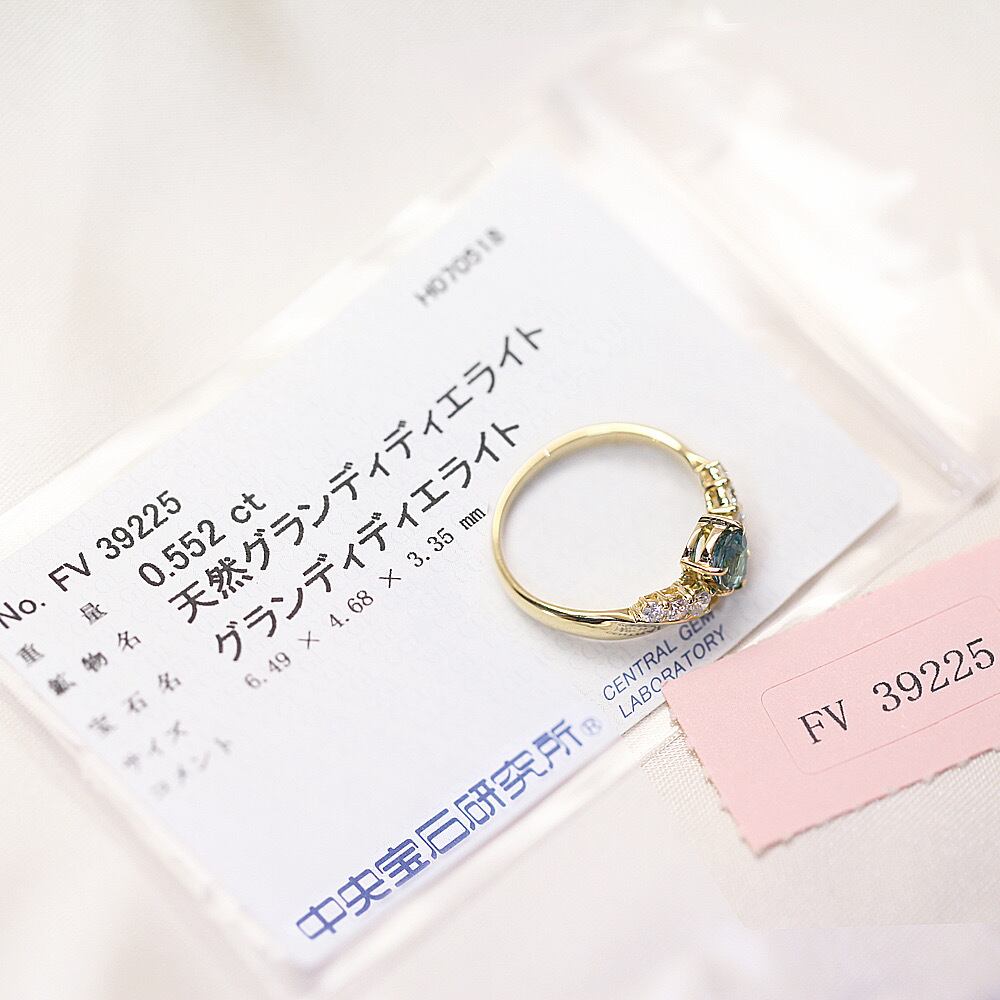 H070518
No. FV 39225
重量 0.552 ct
鉱物名 天然グランディディエライト
宝石名 グランディディエライト
サイズ 6.49 × 4.68 × 3.35 mm
コメント
CENTRAL GEM
LABORATORY
中央宝石研究所®
FV 39225